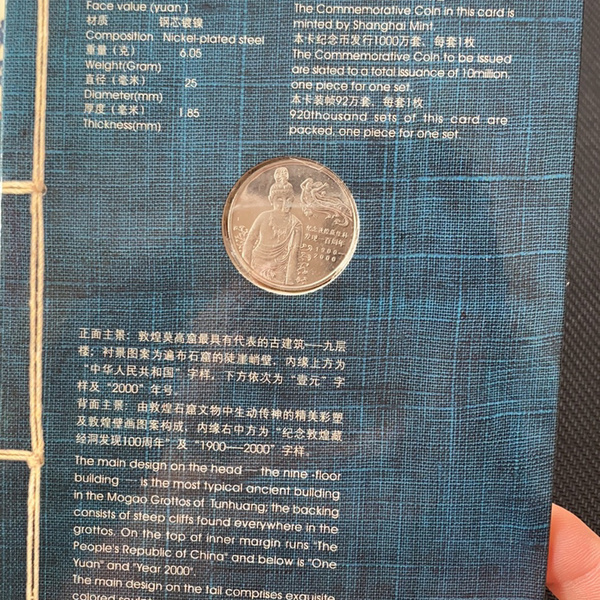 Face value (yuan)
材质 钢芯镀镍
Composition Nickel-plated steel
重量（克） 6.05
Weight(Gram)
直径（毫米） 25
Diameter(mm)
厚度（毫米） 1.85
Thickness(mm)
The Commemorative Coin in this card is
minted by Shanghai Mint
本卡纪念币发行1000万套，每套1枚
The Commemorative Coin to be issued
are slated to a total issuance of 10million,
one piece for one set.
本卡装帧92万套，每套1枚
920thousand sets of this card are
packed, one piece for one set.
1900—
2000
正面主景：敦煌莫高窟最具有代表的古建筑——九层
楼；衬景图案为遍布石窟的陡崖峭壁，内缘上方为
“中华人民共和国”字样，下方依次为“壹元”字
样及“2000”年号。
背面主景：由敦煌石窟文物中生动传神的精美彩塑
及敦煌壁画图案构成，内缘右中方为“纪念敦煌藏
经洞发现100周年”及“1900——2000”字样。
The main design on the head — the nine -floor
building — is the most typical ancient building
in the Mogao Grottos of Tunhuang; the backing
consists of steep cliffs found everywhere in the
grottos. On the top of inner margin runs "The
People's Republic of China" and below is "One
Yuan" and "Year 2000".
The main design on the tail comprises exquisite